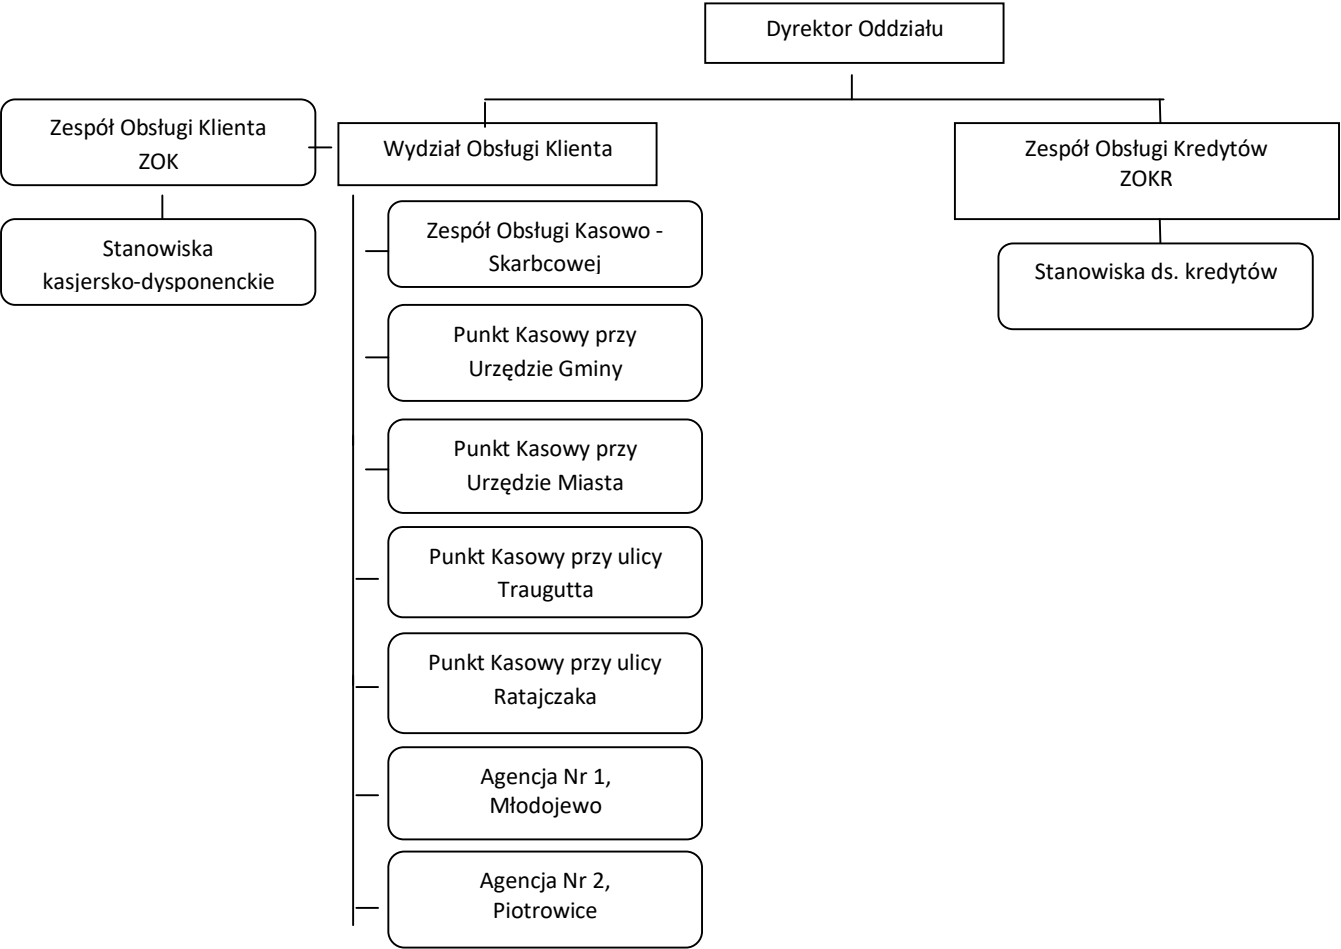 Dyrektor Oddziału
Zespół Obsługi Klienta
ZOK
Wydział Obsługi Klienta
Zespół Obsługi Kredytów
ZOKR
Stanowiska
kasjersko-dysponenckie
Zespół Obsługi Kasowo -
Skarbcowej
Stanowiska ds. kredytów
Punkt Kasowy przy
Urzędzie Gminy
Punkt Kasowy przy
Urzędzie Miasta
Punkt Kasowy przy ulicy
Traugutta
Punkt Kasowy przy ulicy
Ratajczaka
Agencja Nr 1,
Młodojewo
Agencja Nr 2,
Piotrowice